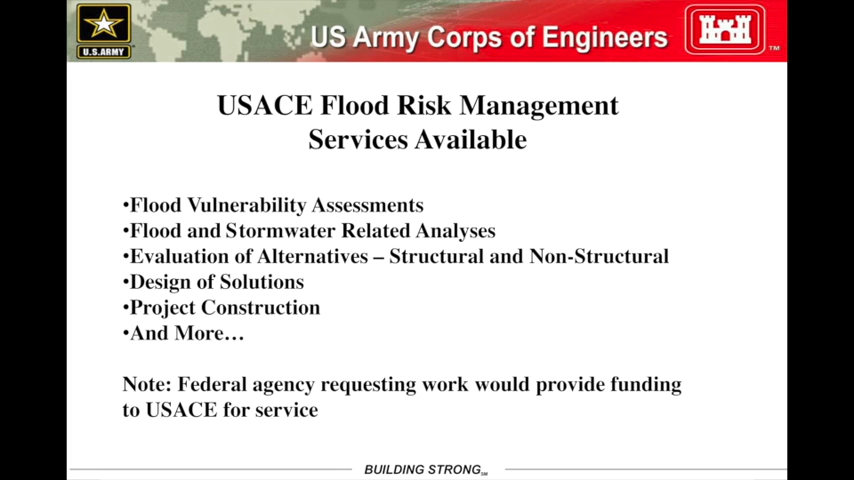 U.S. ARMY
US Army Corps of Engineers
TM
USACE Flood Risk Management
Services Available
•Flood Vulnerability Assessments
•Flood and Stormwater Related Analyses
•Evaluation of Alternatives – Structural and Non-Structural
•Design of Solutions
•Project Construction
•And More…
Note: Federal agency requesting work would provide funding
to USACE for service
BUILDING STRONG℠